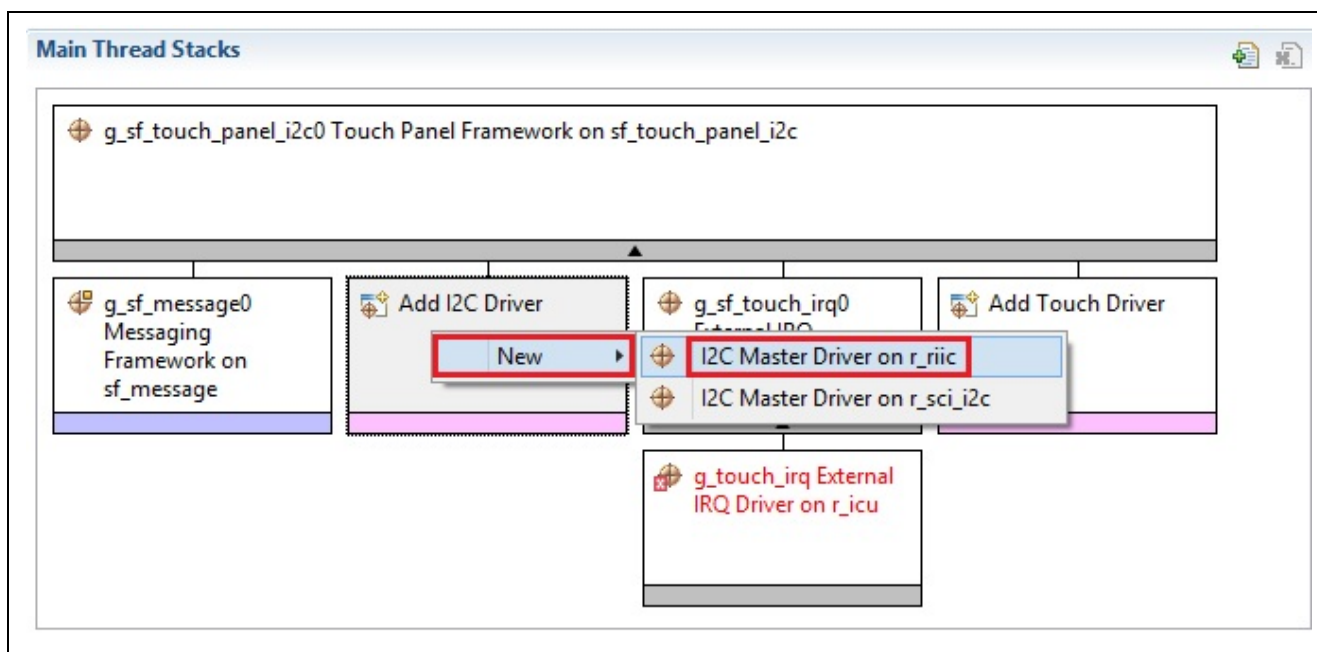 Main Thread Stacks
g_sf_touch_panel_i2c0 Touch Panel Framework on sf_touch_panel_i2c
g_sf_message0
Messaging
Framework on
sf_message
Add I2C Driver
g_sf_touch_irq0
Add Touch Driver
New
I2C Master Driver on r_riic
I2C Master Driver on r_sci_i2c
g_touch_irq External
IRQ Driver on r_icu